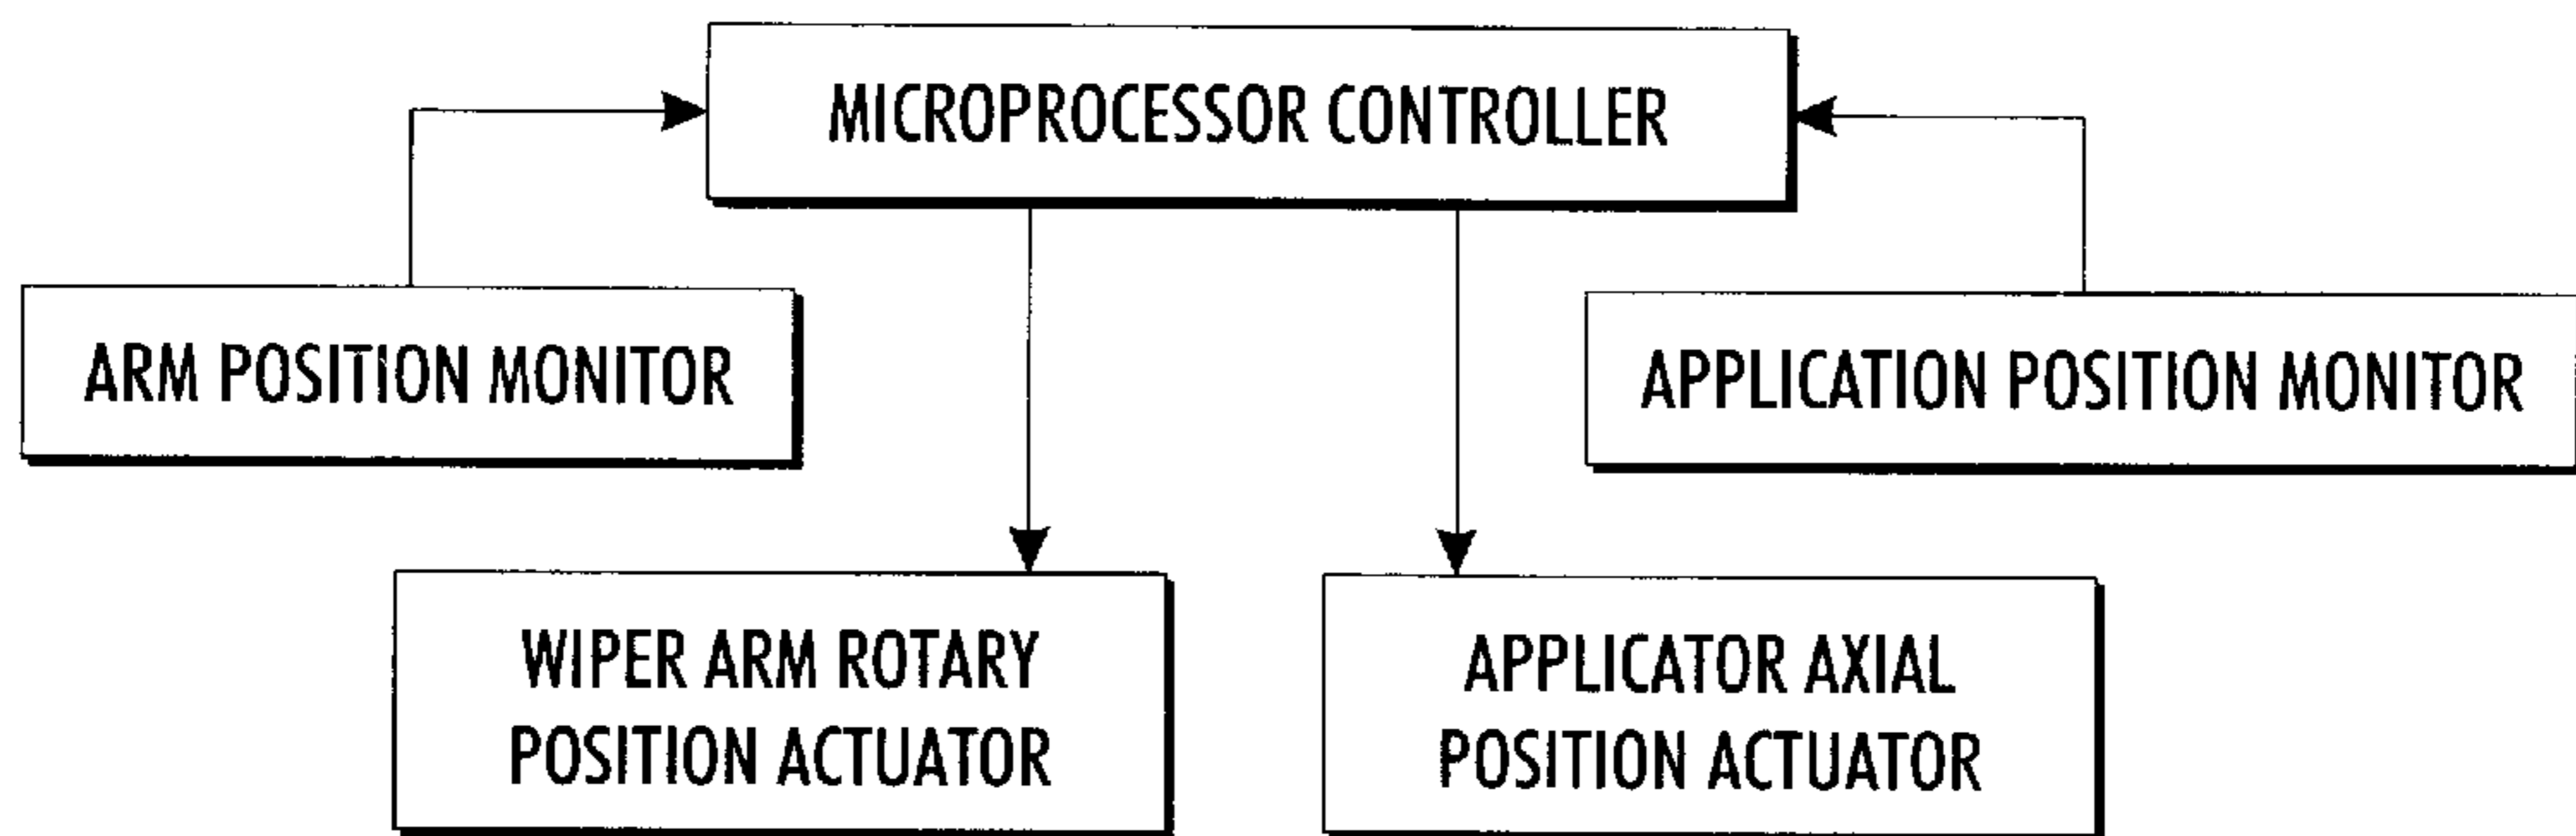 MICROPROCESSOR CONTROLLER
ARM POSITION MONITOR
APPLICATION POSITION MONITOR
WIPER ARM ROTARY
POSITION ACTUATOR
APPLICATOR AXIAL
POSITION ACTUATOR